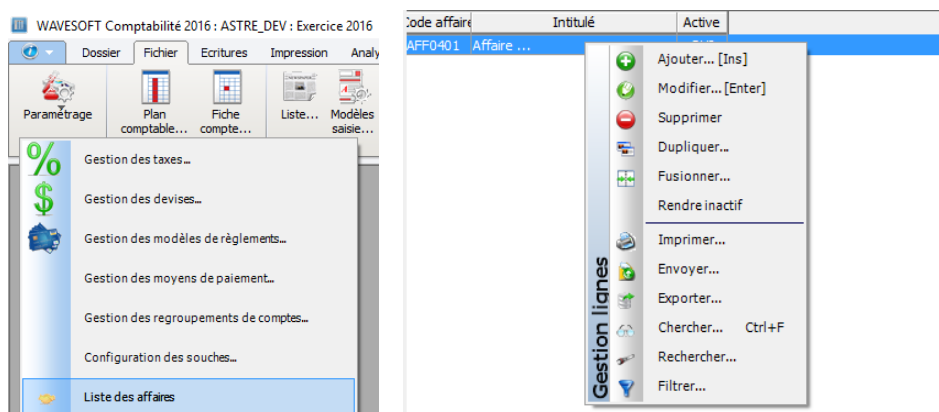 WAVESOFT Comptabilité 2016 : ASTRE_DEV : Exercice 2016
Dossier Fichier Ecritures Impression Analy
Paramétrage Plan comptable... Fiche compte... Liste... Modèles saisie...
Gestion des taxes...
Gestion des devises...
Gestion des modèles de règlements...
Gestion des moyens de paiement...
Gestion des regroupements de comptes...
Configuration des souches...
Liste des affaires
Code affaire Intitulé Active
AFF0401 Affaire ...
Gestion lignes
Ajouter... [Ins]
Modifier... [Enter]
Supprimer
Dupliquer...
Fusionner...
Rendre inactif
Imprimer...
Envoyer...
Exporter...
Chercher... Ctrl+F
Rechercher...
Filtrer...